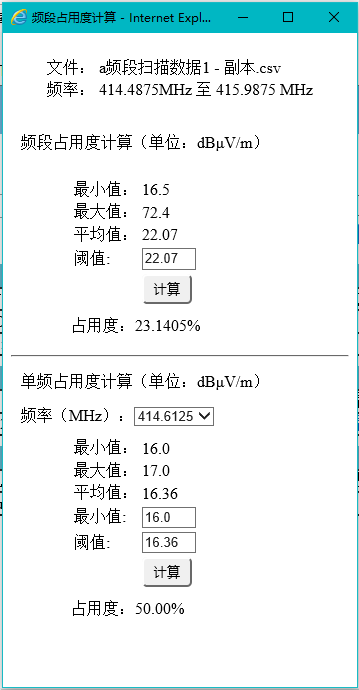 频段占用度计算 - Internet Expl...
文件： a频段扫描数据1 - 副本.csv
频率： 414.4875MHz 至 415.9875 MHz
频段占用度计算（单位：dBμV/m）
最小值： 16.5
最大值： 72.4
平均值： 22.07
阈值: 22.07
计算
占用度：23.1405%
单频占用度计算（单位：dBμV/m）
频率（MHz）: 414.6125
最小值： 16.0
最大值： 17.0
平均值： 16.36
最小值: 16.0
阈值: 16.36
计算
占用度：50.00%